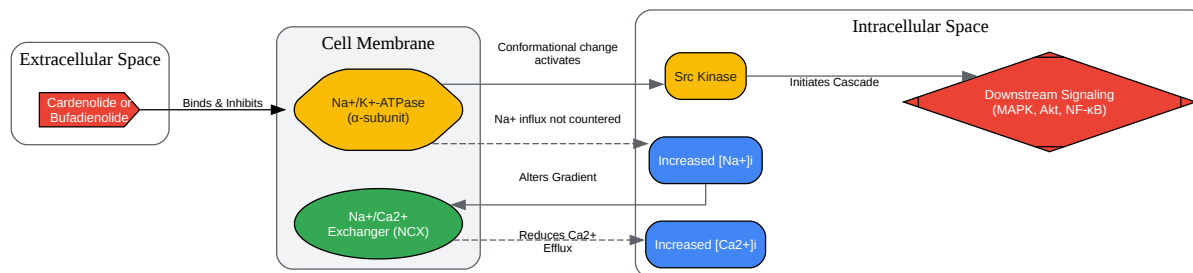 Extracellular Space
Cardenolide or
Bufadienolide
Binds & Inhibits
Cell Membrane
Na+/K+-ATPase
(α-subunit)
Na+/Ca2+
Exchanger (NCX)
Conformational change
activates
Na+ influx not countered
Alters Gradient
Reduces Ca2+
Efflux
Intracellular Space
Src Kinase
Initiates Cascade
Downstream Signaling
(MAPK, Akt, NF-κB)
Increased [Na+]i
Increased [Ca2+]i